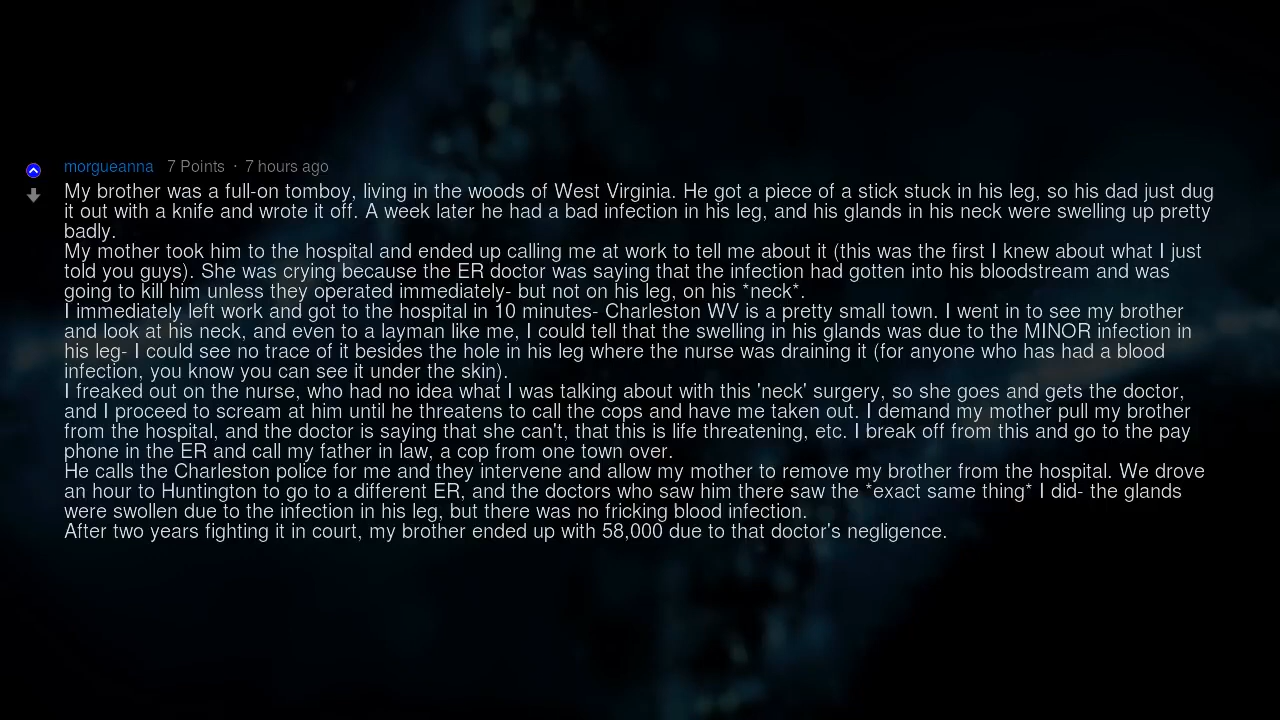 morgueanna 7 Points · 7 hours ago
My brother was a full-on tomboy, living in the woods of West Virginia. He got a piece of a stick stuck in his leg, so his dad just dug
it out with a knife and wrote it off. A week later he had a bad infection in his leg, and his glands in his neck were swelling up pretty
badly.
My mother took him to the hospital and ended up calling me at work to tell me about it (this was the first I knew about what I just
told you guys). She was crying because the ER doctor was saying that the infection had gotten into his bloodstream and was
going to kill him unless they operated immediately- but not on his leg, on his *neck*.
I immediately left work and got to the hospital in 10 minutes- Charleston WV is a pretty small town. I went in to see my brother
and look at his neck, and even to a layman like me, I could tell that the swelling in his glands was due to the MINOR infection in
his leg- I could see no trace of it besides the hole in his leg where the nurse was draining it (for anyone who has had a blood
infection, you know you can see it under the skin).
I freaked out on the nurse, who had no idea what I was talking about with this 'neck' surgery, so she goes and gets the doctor,
and I proceed to scream at him until he threatens to call the cops and have me taken out. I demand my mother pull my brother
from the hospital, and the doctor is saying that she can't, that this is life threatening, etc. I break off from this and go to the pay
phone in the ER and call my father in law, a cop from one town over.
He calls the Charleston police for me and they intervene and allow my mother to remove my brother from the hospital. We drove
an hour to Huntington to go to a different ER, and the doctors who saw him there saw the *exact same thing* I did- the glands
were swollen due to the infection in his leg, but there was no fricking blood infection.
After two years fighting it in court, my brother ended up with 58,000 due to that doctor's negligence.